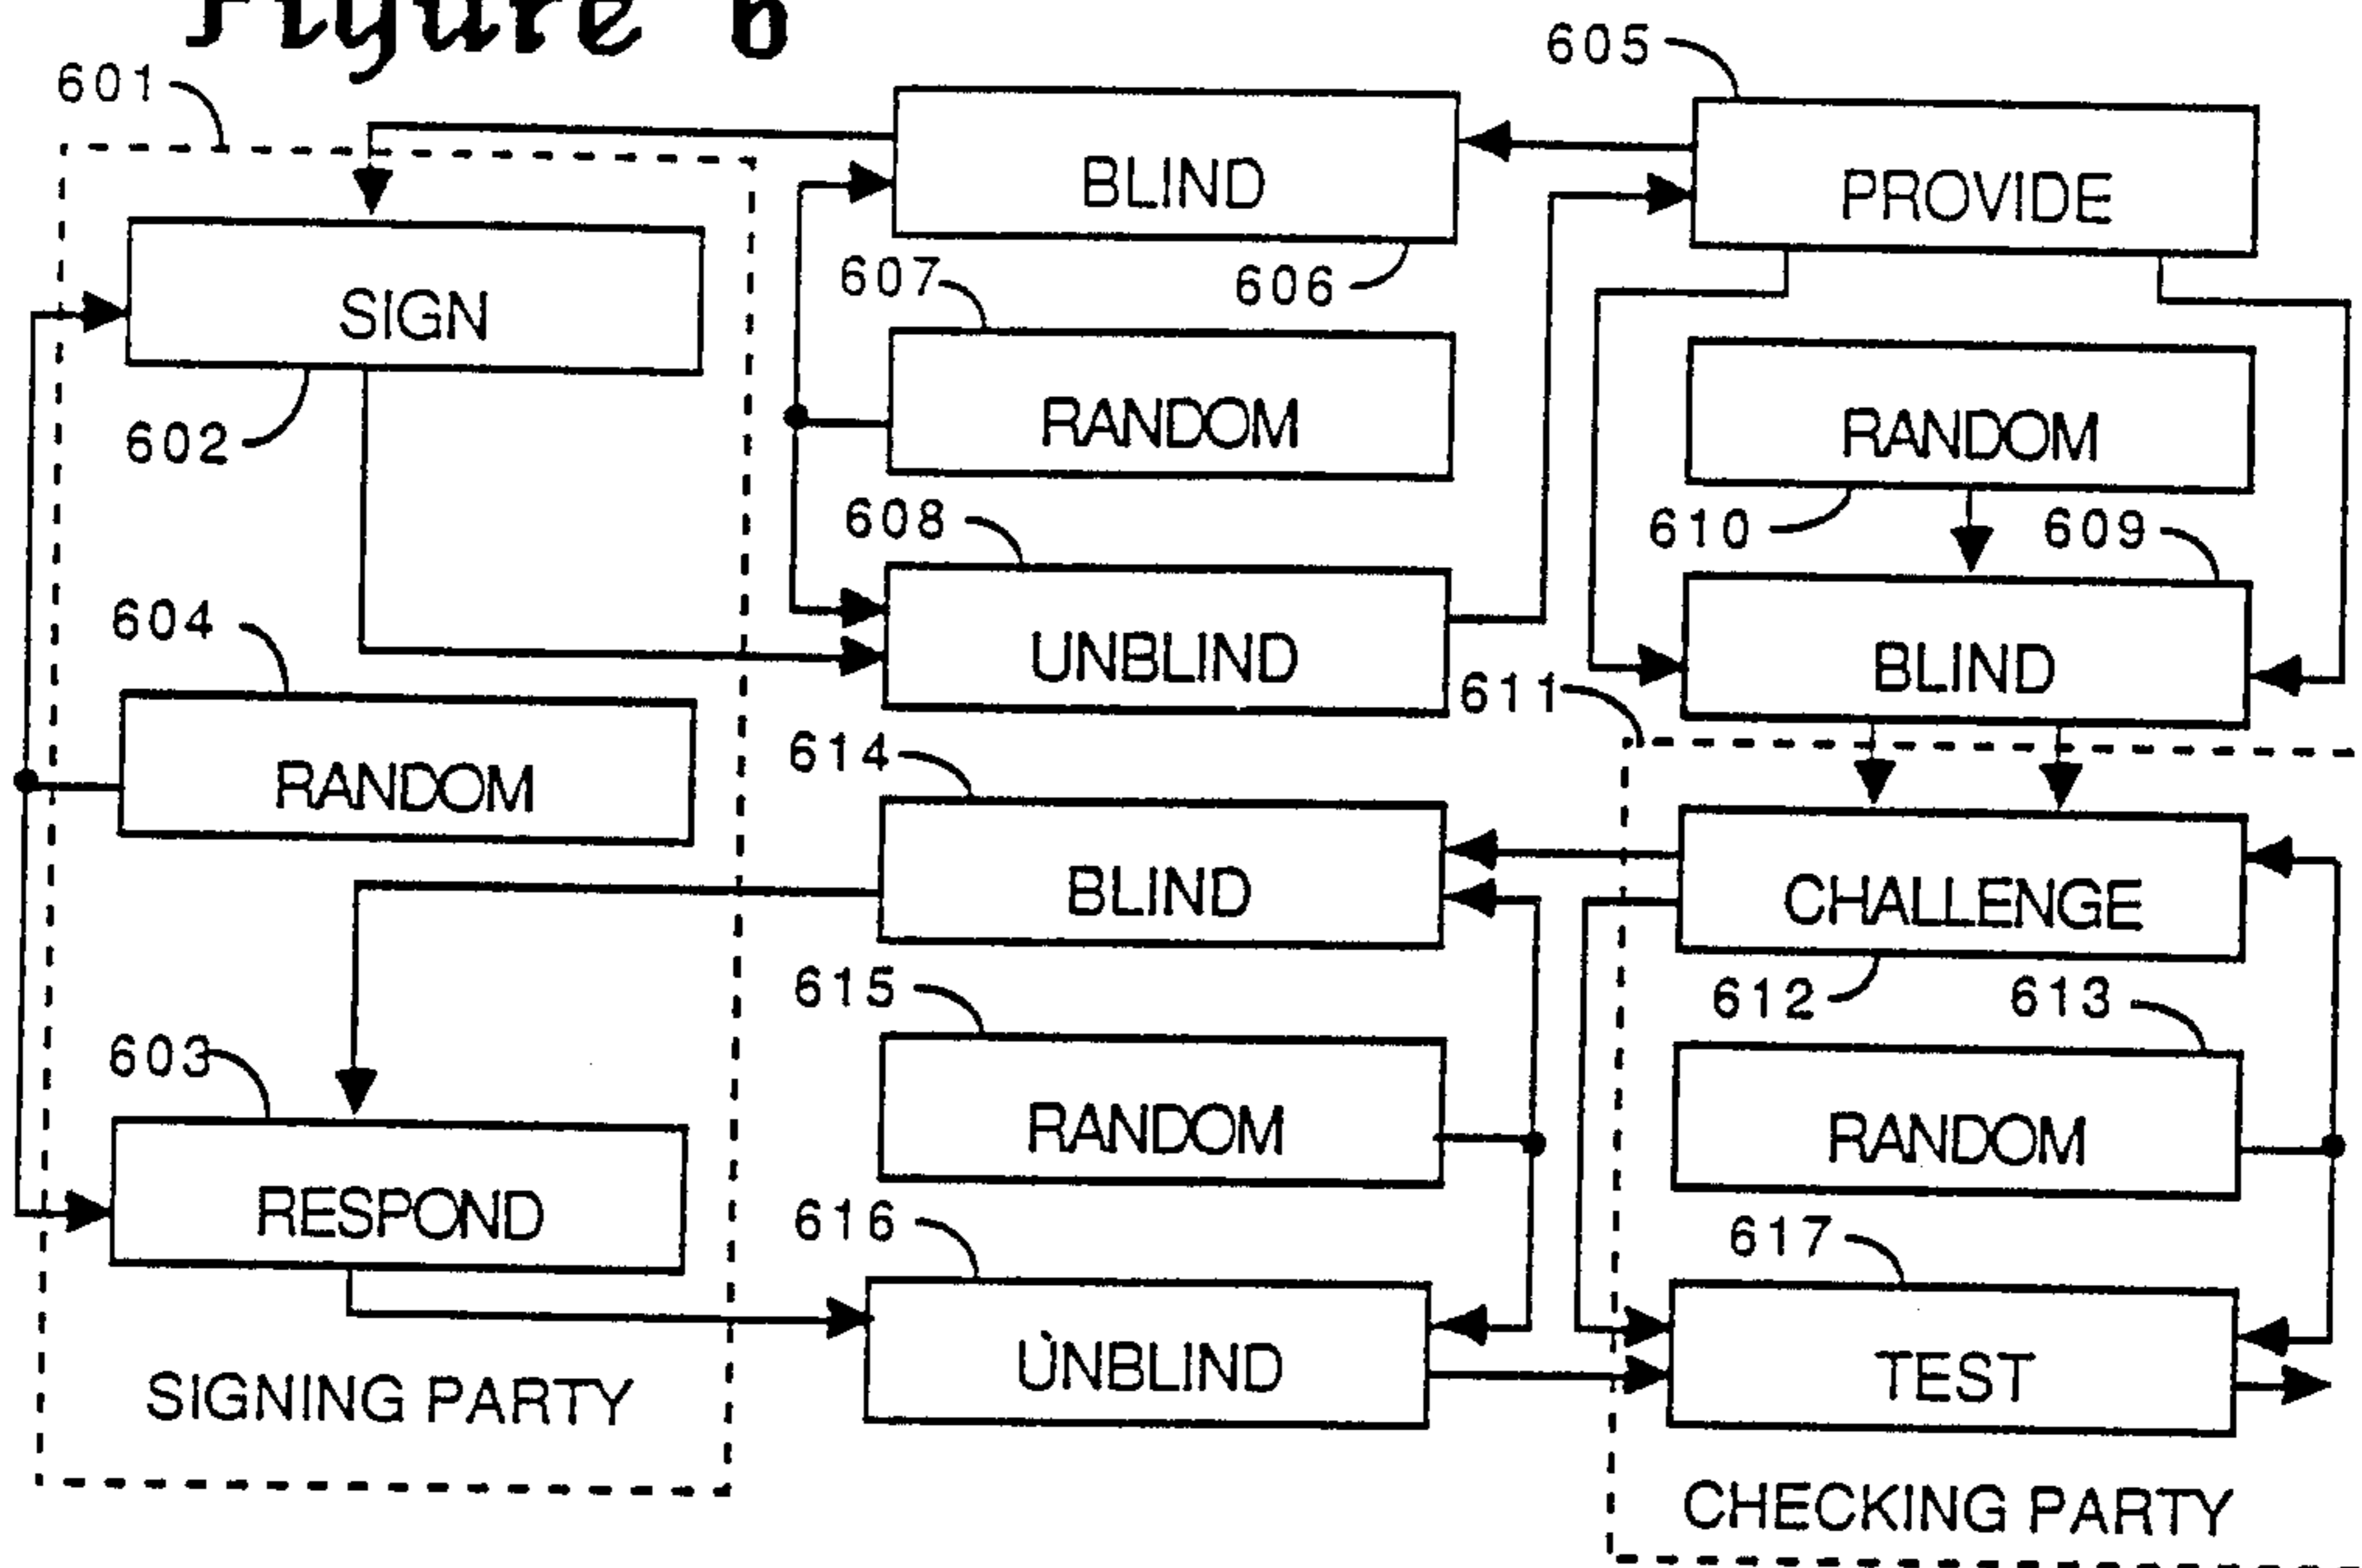 Figure 6
605
601
BLIND
PROVIDE
607
606
SIGN
602
RANDOM
RANDOM
608
610
609
604
UNBLIND
BLIND
611
614
RANDOM
BLIND
CHALLENGE
615
612
613
603
RANDOM
RANDOM
RESPOND
616
617
UNBLIND
TEST
SIGNING PARTY
CHECKING PARTY